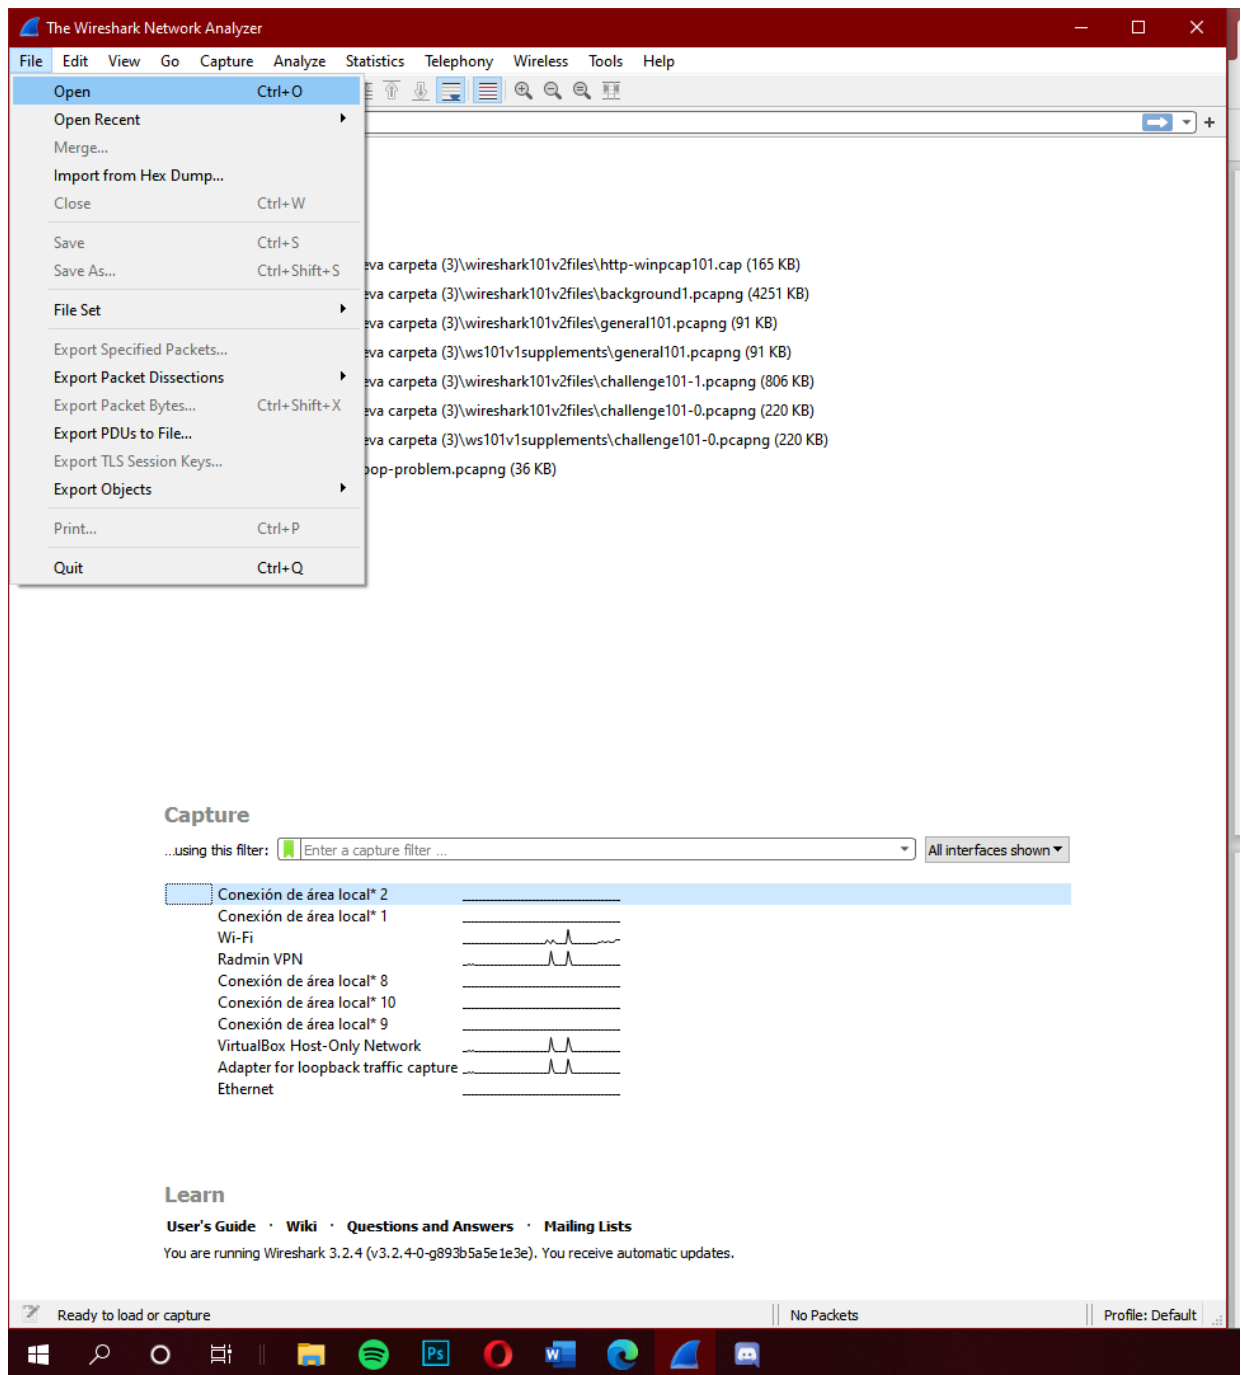 The Wireshark Network Analyzer
File Edit View Go Capture Analyze Statistics Telephony Wireless Tools Help
Open Ctrl+O
Open Recent
Merge...
Import from Hex Dump...
Close Ctrl+W
Save Ctrl+S
Save As... Ctrl+Shift+S
File Set
Export Specified Packets...
Export Packet Dissections
Export Packet Bytes... Ctrl+Shift+X
Export PDUs to File...
Export TLS Session Keys...
Export Objects
Print... Ctrl+P
Quit Ctrl+Q
eva carpeta (3)\wireshark101v2files\http-winpcap101.cap (165 KB)
eva carpeta (3)\wireshark101v2files\background1.pcapng (4251 KB)
eva carpeta (3)\wireshark101v2files\general101.pcapng (91 KB)
eva carpeta (3)\ws101v1supplements\general101.pcapng (91 KB)
eva carpeta (3)\wireshark101v2files\challenge101-1.pcapng (806 KB)
eva carpeta (3)\wireshark101v2files\challenge101-0.pcapng (220 KB)
eva carpeta (3)\ws101v1supplements\challenge101-0.pcapng (220 KB)
oop-problem.pcapng (36 KB)
Capture
...using this filter: Enter a capture filter ... All interfaces shown
Conexión de área local* 2
Conexión de área local* 1
Wi-Fi
Radmin VPN
Conexión de área local* 8
Conexión de área local* 10
Conexión de área local* 9
VirtualBox Host-Only Network
Adapter for loopback traffic capture
Ethernet
Learn
User's Guide · Wiki · Questions and Answers · Mailing Lists
You are running Wireshark 3.2.4 (v3.2.4-0-g893b5a5e1e3e). You receive automatic updates.
Ready to load or capture No Packets Profile: Default
Ps W